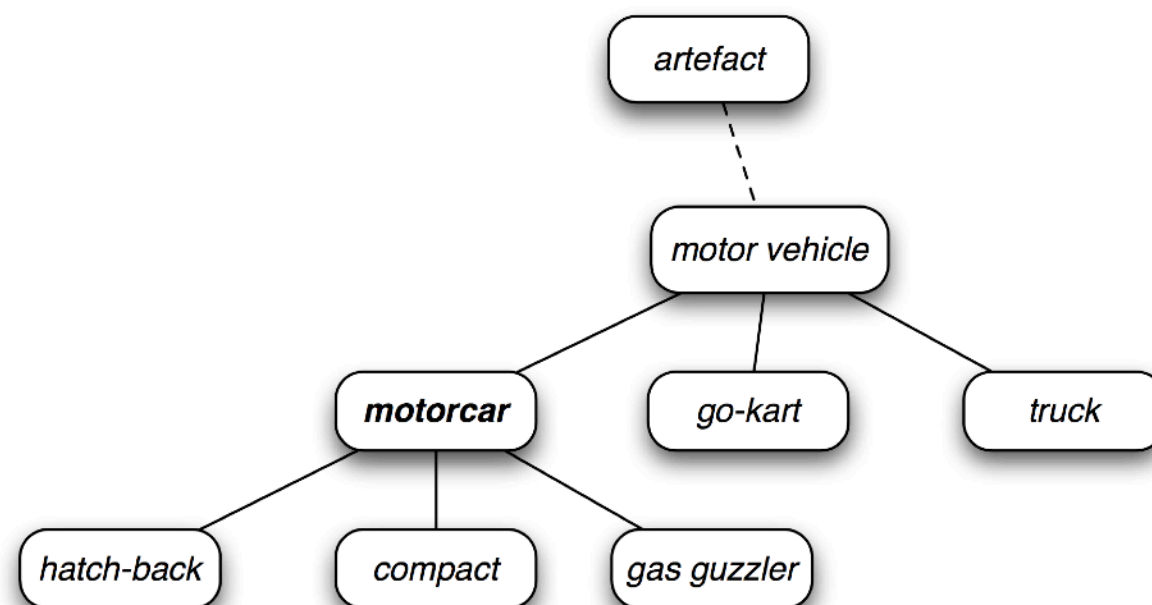 artefact
motor vehicle
motorcar
go-kart
truck
hatch-back
compact
gas guzzler